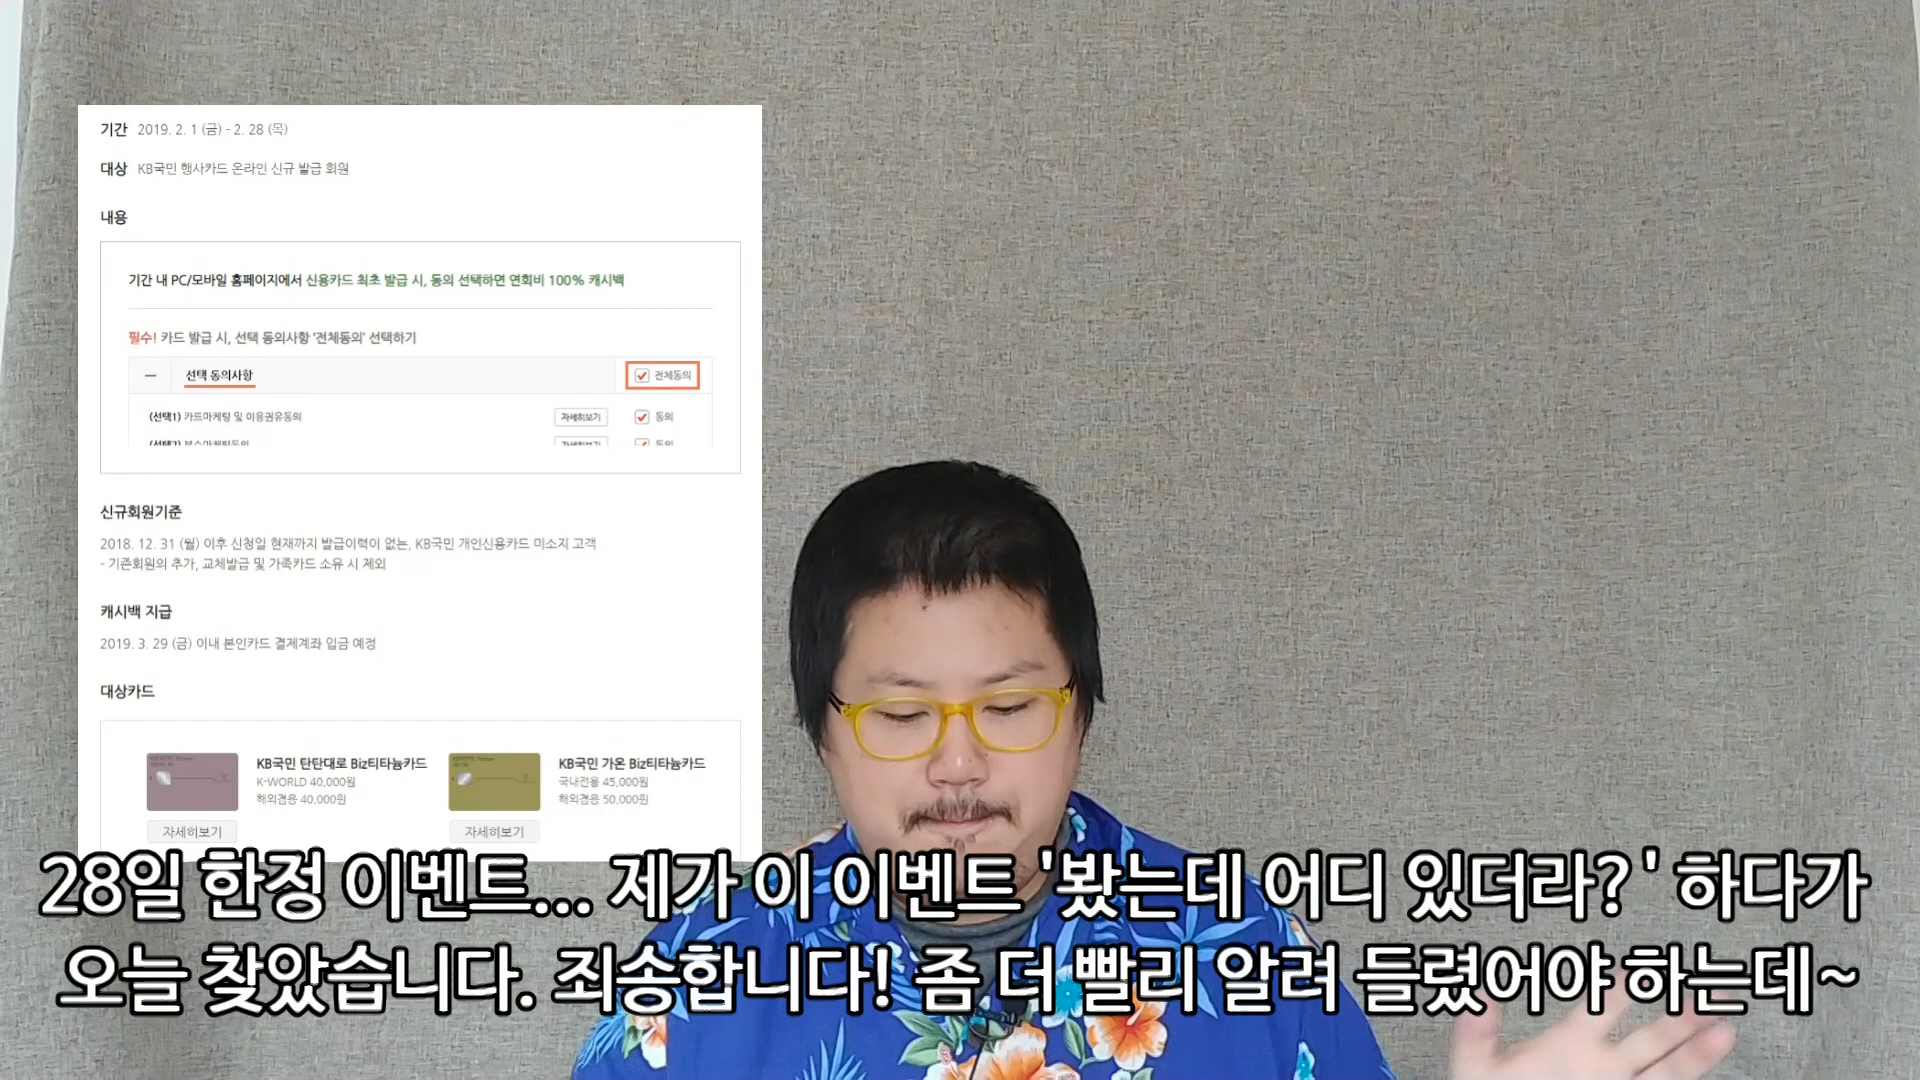 기간 2019. 2. 1 (금) - 2. 28 (목)
대상 KB국민 행사카드 온라인 신규 발급 회원
내용
기간 내 PC/모바일 홈페이지에서 신용카드 최초 발급 시, 동의 선택하면 연회비 100% 캐시백
필수! 카드 발급 시, 선택 동의사항 '전체동의' 선택하기
선택 동의사항 전체동의
(선택1) 카드마케팅 및 이용권유동의 자세히보기 동의
신규회원기준
2018. 12. 31 (월) 이후 신청일 현재까지 발급이력이 없는, KB국민 개인신용카드 미소지 고객
- 기존회원의 추가, 교체발급 및 가족카드 소유 시 제외
캐시백 지급
2019. 3. 29 (금) 이내 본인카드 결제계좌 입금 예정
대상카드
KB국민 탄탄대로 Biz티타늄카드
K-WORLD 40,000원
해외겸용 40,000원
자세히보기
KB국민 가온 Biz티타늄카드
국내전용 45,000원
해외겸용 50,000원
자세히보기
28일 한정 이벤트... 제가 이 이벤트 '봤는데 어디 있더라?' 하다가
오늘 찾았습니다. 죄송합니다! 좀 더 빨리 알려 들렸어야 하는데~